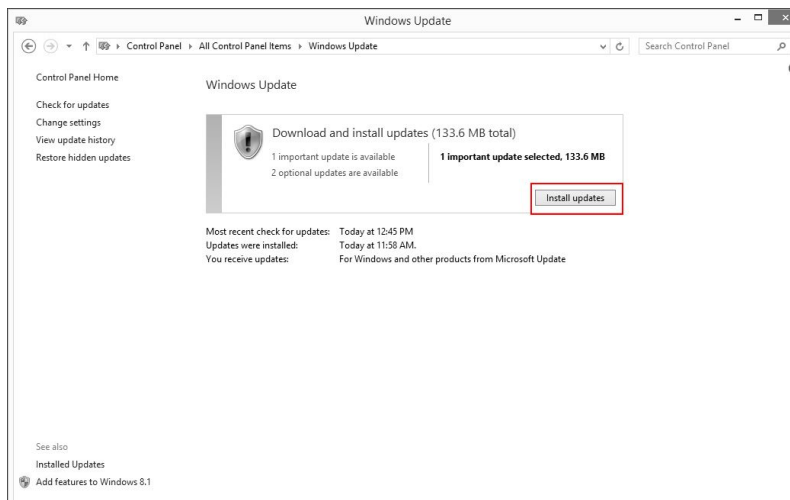 Windows Update
Control Panel All Control Panel Items Windows Update
Search Control Panel
Control Panel Home
Check for updates
Change settings
View update history
Restore hidden updates
Windows Update
Download and install updates (133.6 MB total)
1 important update is available
2 optional updates are available
1 important update selected, 133.6 MB
Install updates
Most recent check for updates: Today at 12:45 PM
Updates were installed: Today at 11:58 AM.
You receive updates: For Windows and other products from Microsoft Update
See also
Installed Updates
Add features to Windows 8.1